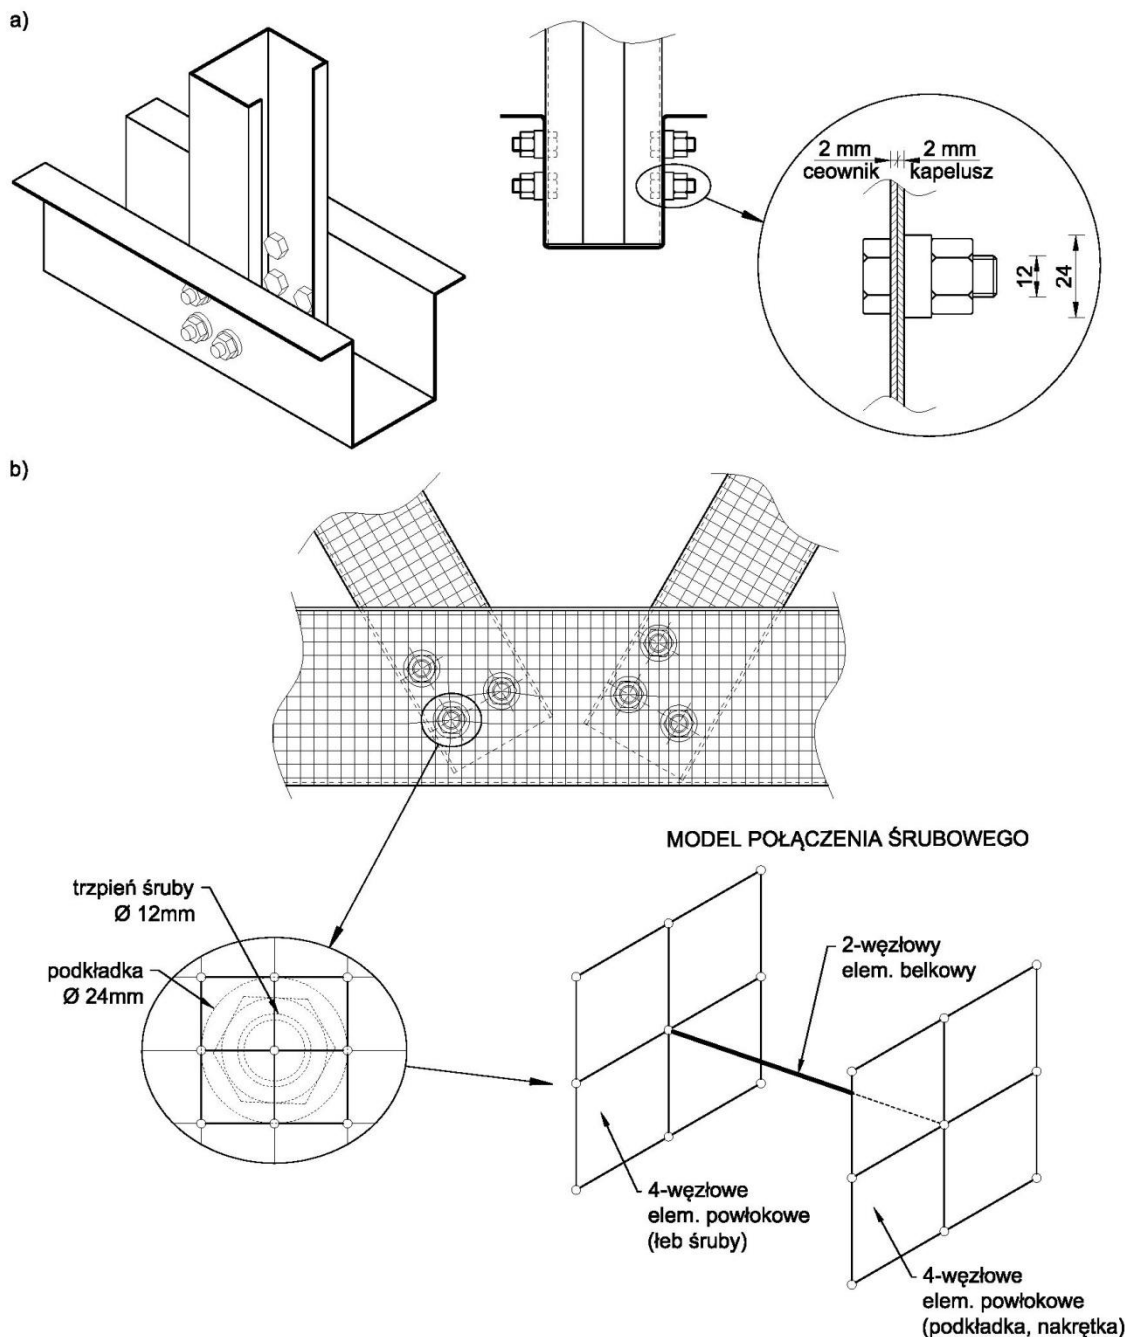 a)
2 mm
ceownik
2 mm
kapelusz
12
24
b)
MODEL POŁĄCZENIA ŚRUBOWEGO
trzpień śruby
Ø 12mm
podkładka
Ø 24mm
2-węzłowy
elem. belkowy
4-węzłowe
elem. powłokowe
(łeb śruby)
4-węzłowe
elem. powłokowe
(podkładka, nakrętka)